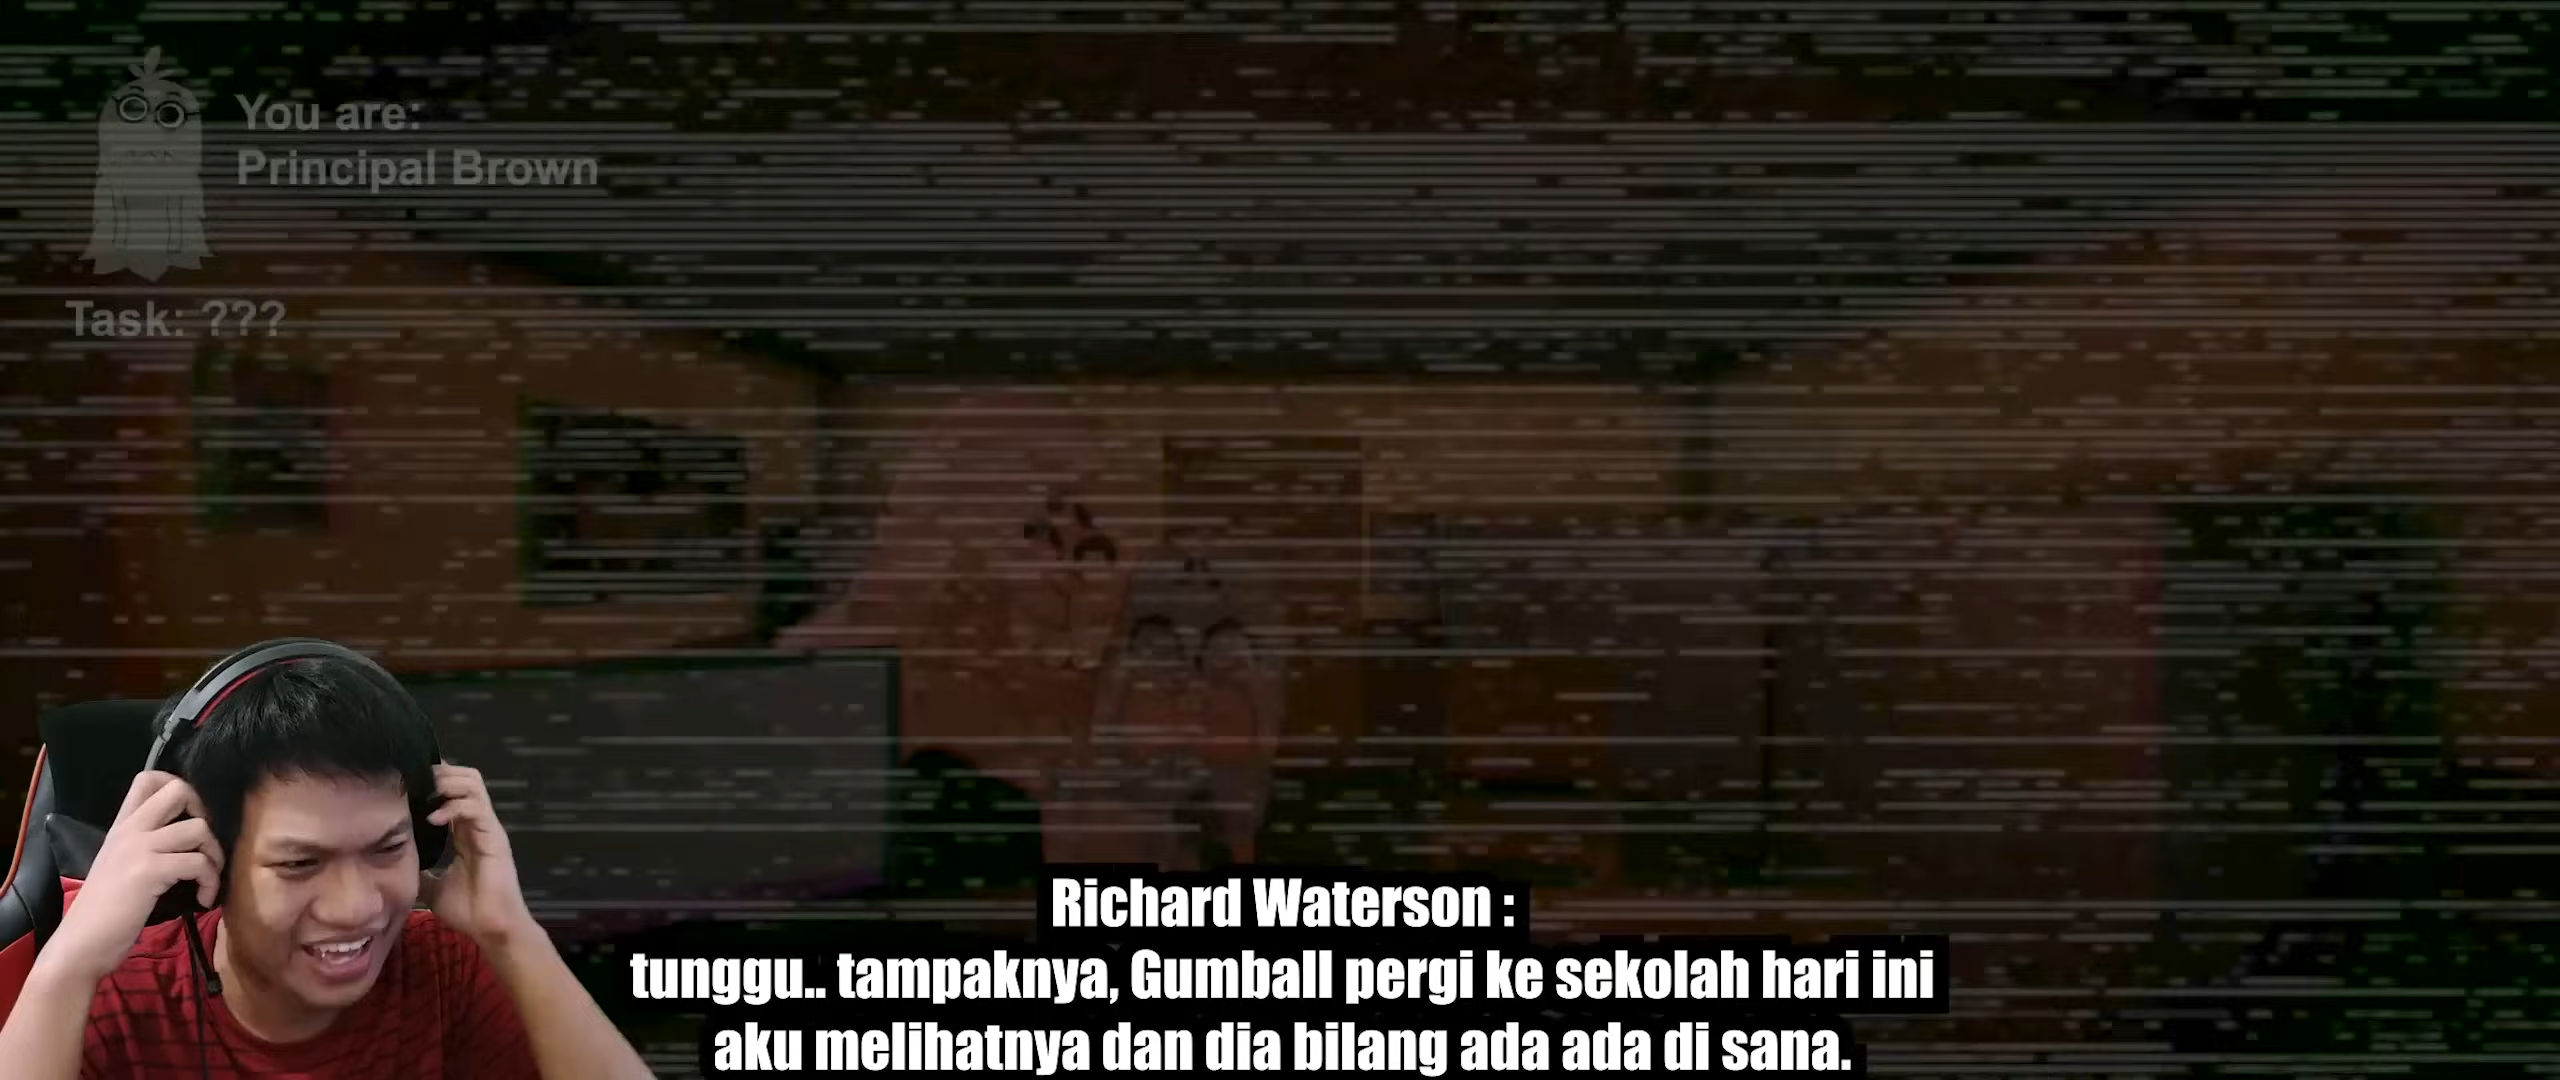 You are:
Principal Brown
Task: ???
Richard Waterson :
tunggu.. tampaknya, Gumball pergi ke sekolah hari ini
aku melihatnya dan dia bilang ada ada di sana.